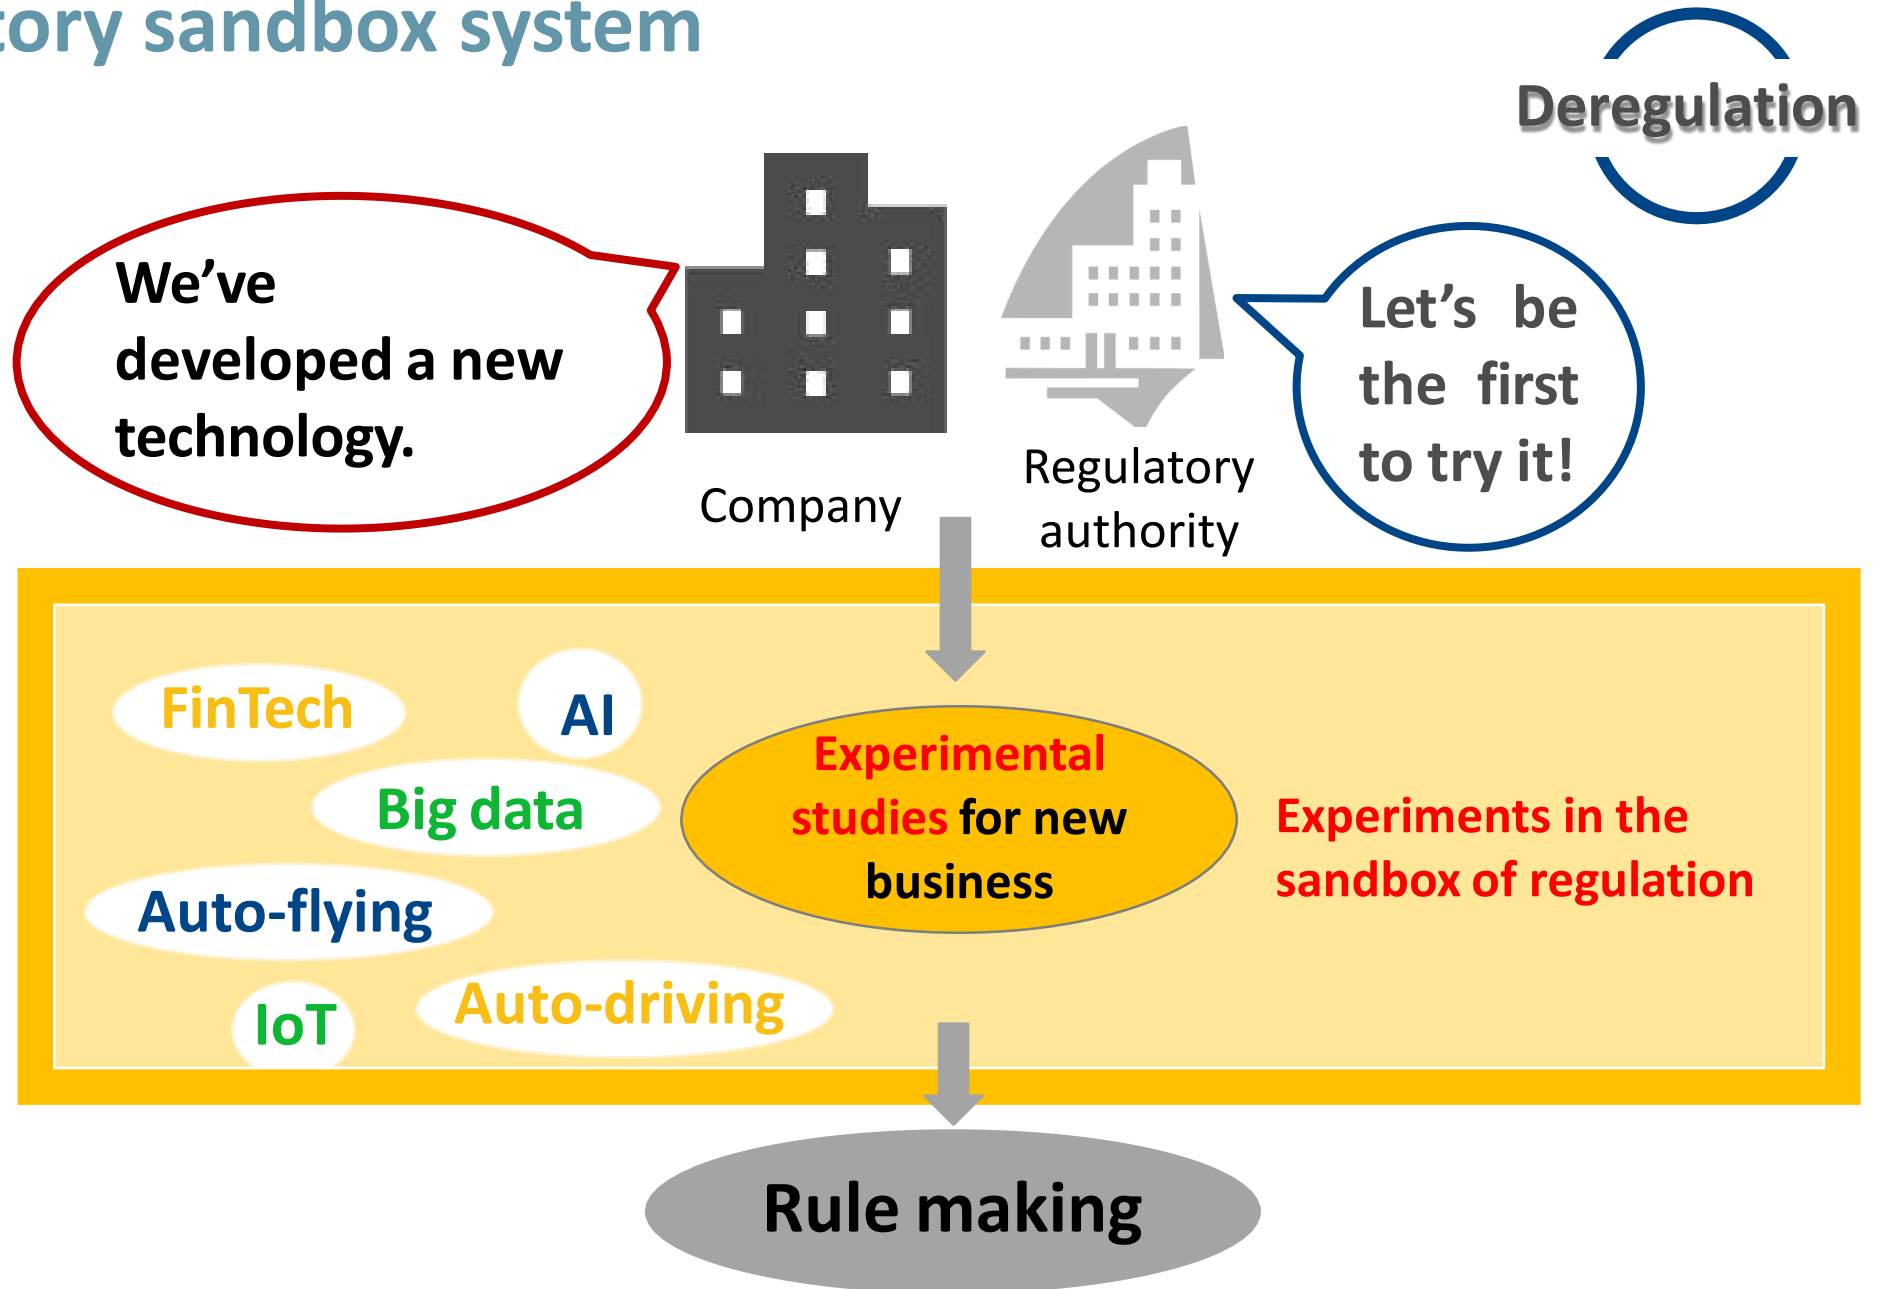 tory sandbox system
Deregulation
We’ve
developed a new
technology.
Let’s be
the first
to try it!
Company
Regulatory
authority
FinTech
AI
Big data
Auto-flying
IoT
Auto-driving
Experimental
studies for new
business
Experiments in the
sandbox of regulation
Rule making